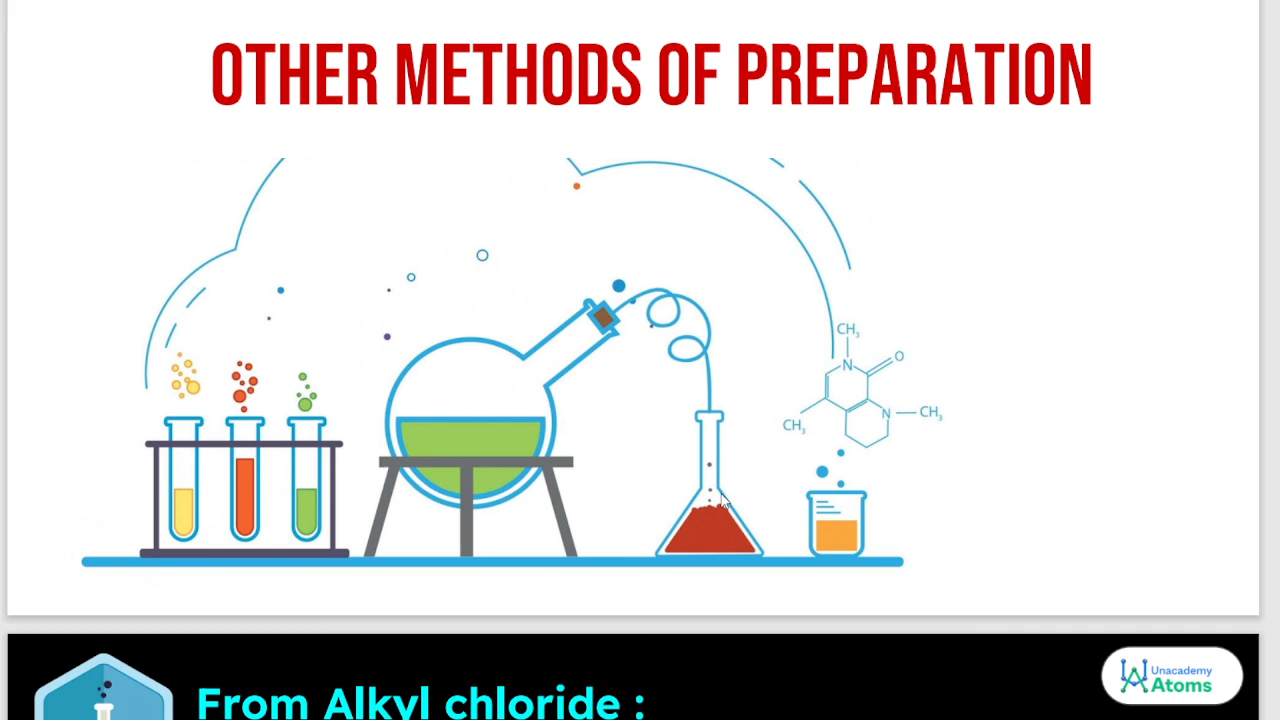 OTHER METHODS OF PREPARATION
CH₃
N
O
N
CH₃
CH₃
From Alkyl chloride :
Unacademy
Atoms